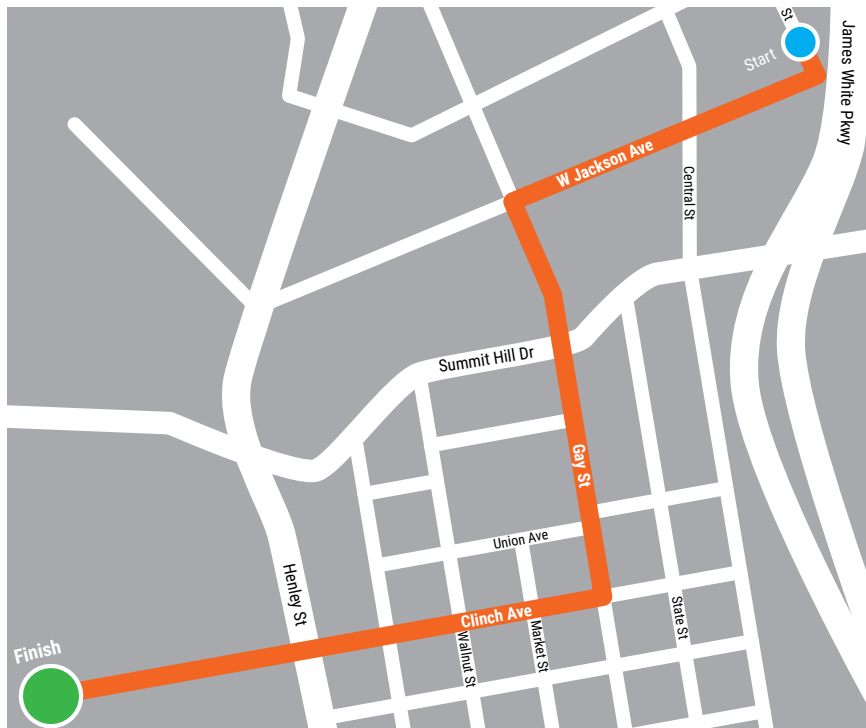 St
Start
James White Pkwy
W Jackson Ave
Central St
Summit Hill Dr
Gay St
Union Ave
Henley St
Clinch Ave
State St
Wallnut St
Market St
Finish